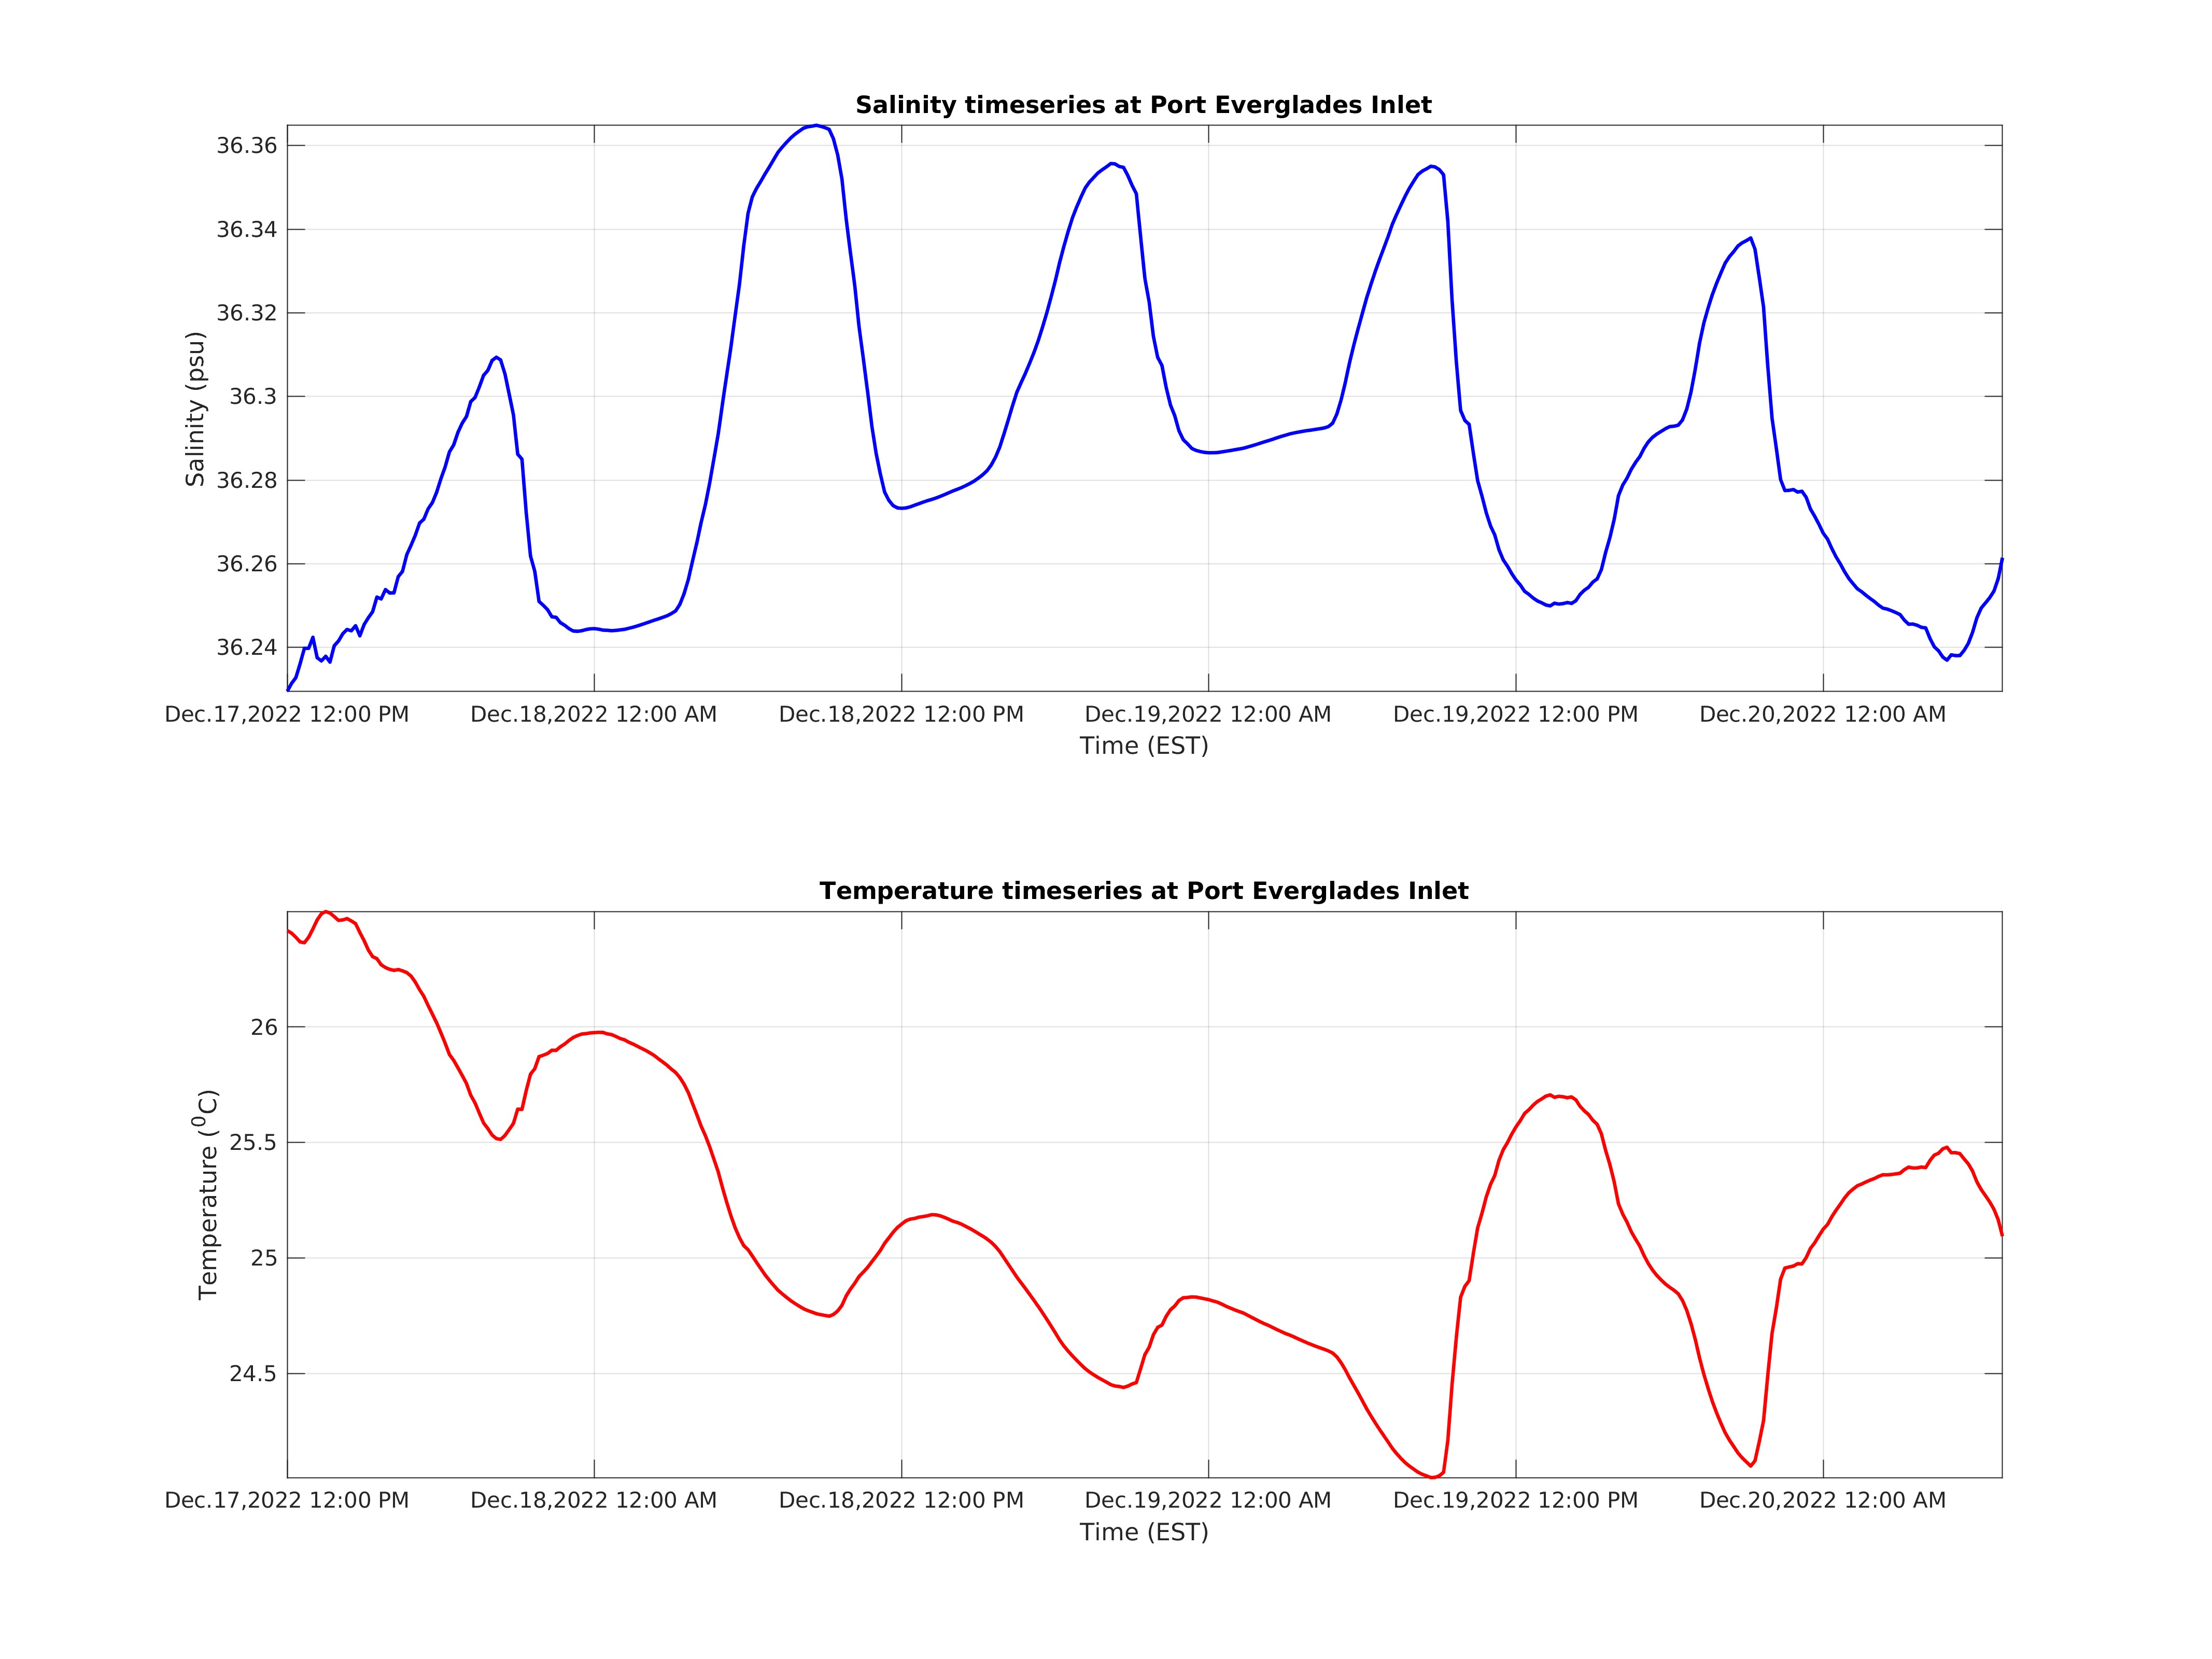 Salinity timeseries at Port Everglades Inlet
36.36
36.34
36.32
36.3
36.28
36.26
36.24
Salinity (psu)
Dec.17,2022 12:00 PM Dec.18,2022 12:00 AM Dec.18,2022 12:00 PM Dec.19,2022 12:00 AM Dec.19,2022 12:00 PM Dec.20,2022 12:00 AM
Time (EST)
Temperature timeseries at Port Everglades Inlet
26
25.5
25
24.5
Temperature (⁰C)
Dec.17,2022 12:00 PM Dec.18,2022 12:00 AM Dec.18,2022 12:00 PM Dec.19,2022 12:00 AM Dec.19,2022 12:00 PM Dec.20,2022 12:00 AM
Time (EST)